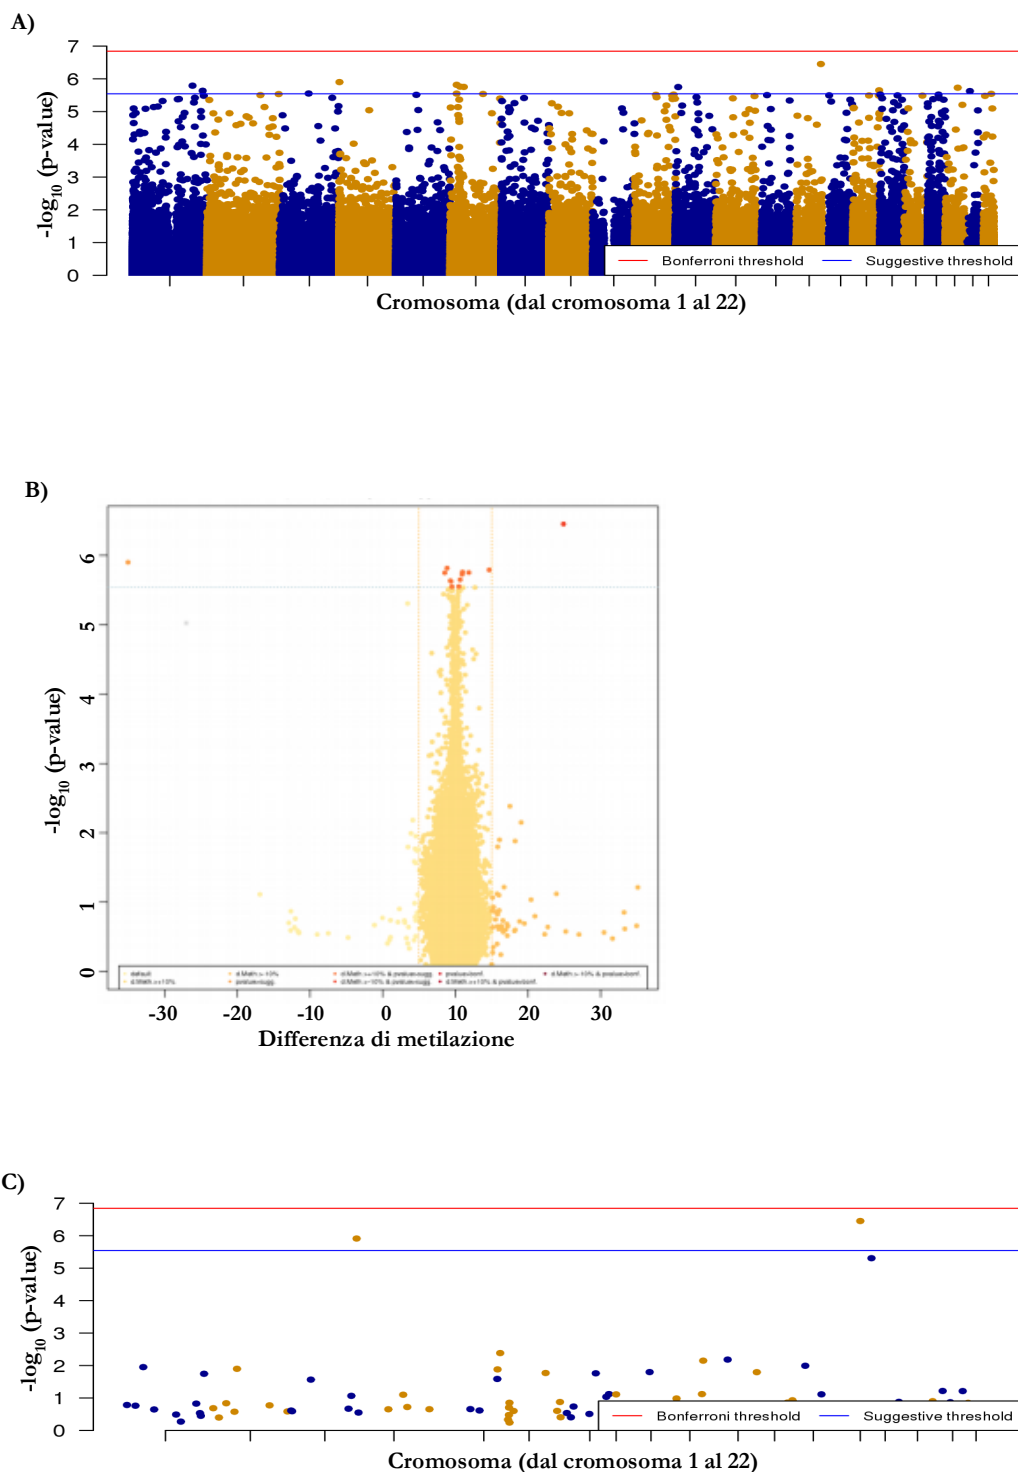 A)
7
6
5
4
3
2
1
0
-log10 (p-value)
Bonferroni threshold Suggestive threshold
Cromosoma (dal cromosoma 1 al 22)
B)
6
5
4
3
2
1
0
-log10 (p-value)
default
-30 -20 -10 0 10 20 30
Differenza di metilazione
C)
7
6
5
4
3
2
1
0
-log10 (p-value)
Bonferroni threshold Suggestive threshold
Cromosoma (dal cromosoma 1 al 22)